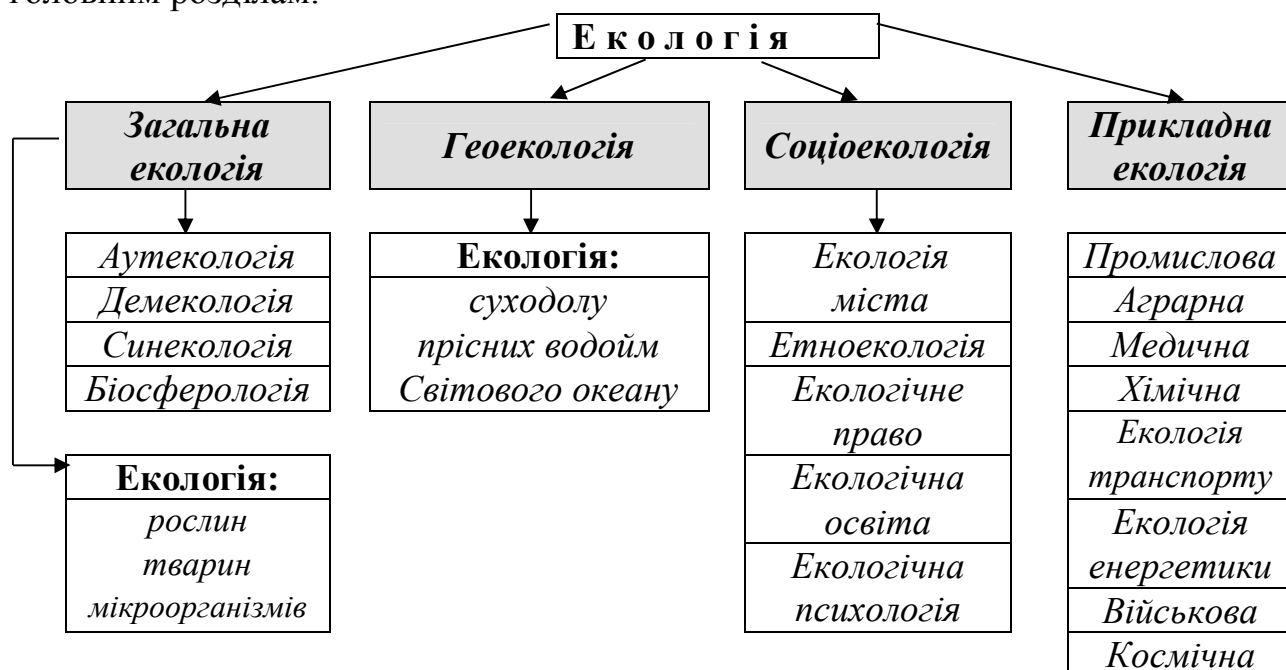 головним розділам:
Екологія
Загальна
екологія
Геоекологія
Соціоекологія
Прикладна
екологія
Аутекологія
Демекологія
Синекологія
Біосферологія
Екологія:
рослин
тварин
мікроорганізмів
Екологія:
суходолу
прісних водойм
Світового океану
Екологія
міста
Етноекологія
Екологічне
право
Екологічна
освіта
Екологічна
психологія
Промислова
Аграрна
Медична
Хімічна
Екологія
транспорту
Екологія
енергетики
Військова
Космічна